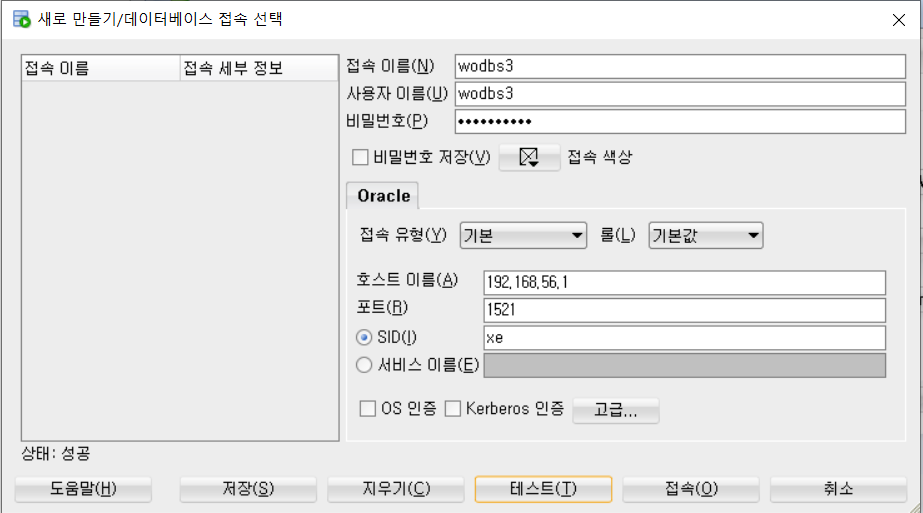 새로 만들기/데이터베이스 접속 선택
접속 이름 접속 세부 정보
접속 이름(N) wodbs3
사용자 이름(U) wodbs3
비밀번호(P) ••••••••••
비밀번호 저장(V) 접속 색상
Oracle
접속 유형(Y) 기본 롤(L) 기본값
호스트 이름(A) 192,168,56,1
포트(R) 1521
SID(I) xe
서비스 이름(E)
OS 인증 Kerberos 인증 고급...
상태: 성공
도움말(H) 저장(S) 지우기(C) 테스트(T) 접속(O) 취소